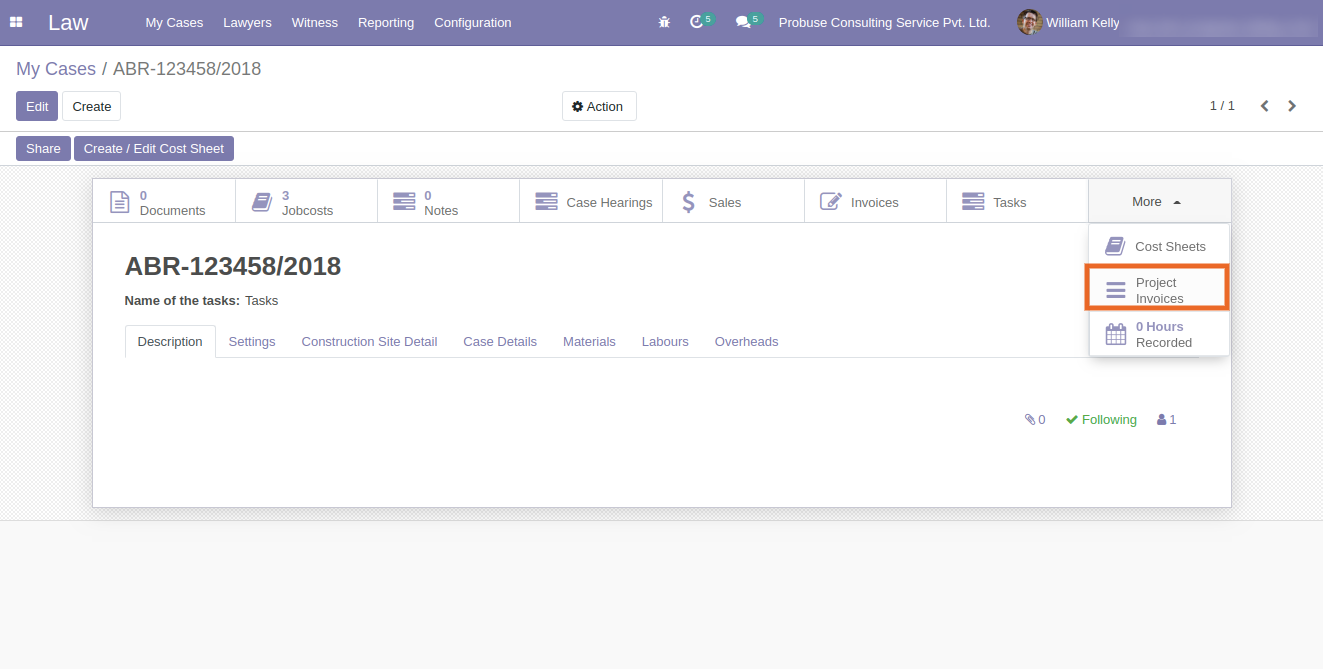 Law My Cases Lawyers Witness Reporting Configuration 5 5 Probuse Consulting Service Pvt. Ltd. William Kelly
My Cases / ABR-123458/2018
Edit Create Action 1 / 1
Share Create / Edit Cost Sheet
0
Documents
3
Jobcosts
0
Notes
Case Hearings
Sales
Invoices
Tasks
More
Cost Sheets
Project
Invoices
0 Hours
Recorded
ABR-123458/2018
Name of the tasks: Tasks
Description Settings Construction Site Detail Case Details Materials Labours Overheads
0 Following 1